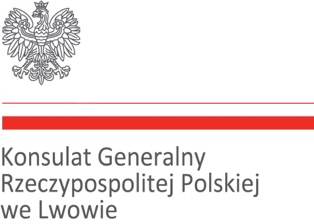 Konsulat Generalny
Rzeczypospolitej Polskiej
we Lwowie